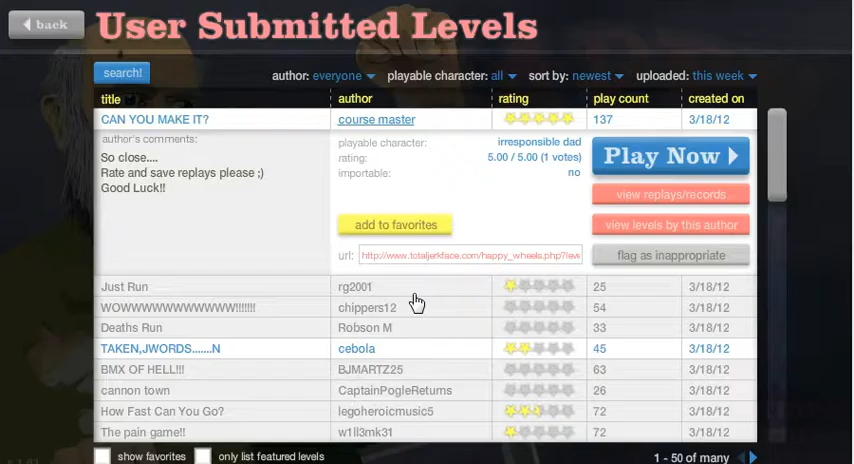 back
User Submitted Levels
search!
author: everyone playable character: all sort by: newest uploaded: this week
title author rating play count created on
CAN YOU MAKE IT? course master 137 3/18/12
author's comments:
So close....
Rate and save replays please ;)
Good Luck!!
playable character: irresponsible dad
rating: 5.00 / 5.00 (1 votes)
importable: no
add to favorites
url: http://www.totaljerkface.com/happy_wheels.php?leve
Play Now
view replays/records
view levels by this author
flag as inappropriate
Just Run rg2001 25 3/18/12
WOWWWWWWWWWWW!!!!!!! chippers12 54 3/18/12
Deaths Run Robson M 33 3/18/12
TAKEN,JWORDS.......N cebola 45 3/18/12
BMX OF HELL!!! BJMARTZ25 63 3/18/12
cannon town CaptainPogleReturns 26 3/18/12
How Fast Can You Go? legoheroicmusic5 72 3/18/12
The pain game!! w1ll3mk31 72 3/18/12
show favorites only list featured levels 1 - 50 of many